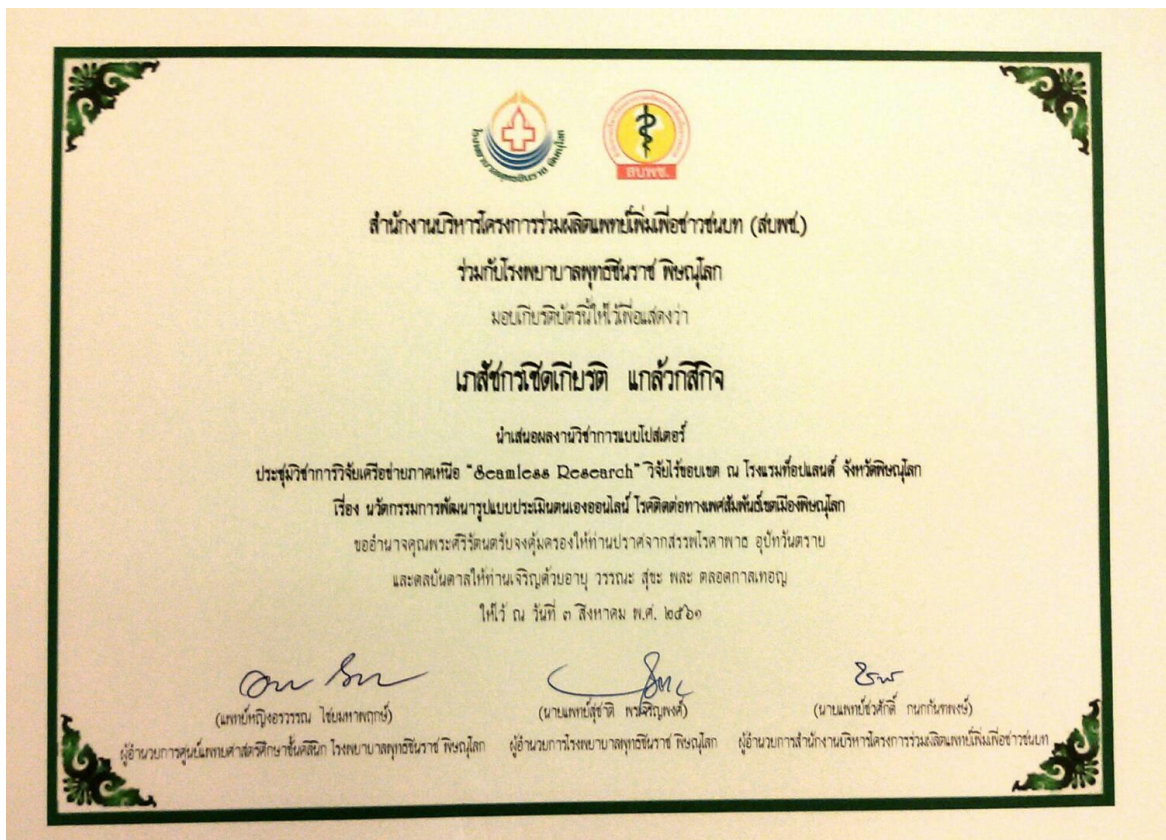 โรงพยาบาลพุทธชินราช พิษณุโลก
สบพช.
สำนักงานบริหารโครงการร่วมผลิตแพทย์เพิ่มเพื่อชาวชนบท (สบพช.)
ร่วมกับโรงพยาบาลพุทธชินราช พิษณุโลก
มอบเกียรติบัตรนี้ให้ไว้เพื่อแสดงว่า
เภสัชกรเชิดเกียรติ แกล้วกสิกิจ
นำเสนอผลงานวิชาการแบบโปสเตอร์
ประชุมวิชาการวิจัยเครือข่ายภาคเหนือ "Seamless Research" วิจัยไร้ขอบเขต ณ โรงแรมท็อปแลนด์ จังหวัดพิษณุโลก
เรื่อง นวัตกรรมการพัฒนารูปแบบประเมินตนเองออนไลน์ โรคติดต่อทางเพศสัมพันธ์เขตเมืองพิษณุโลก
ขออำนาจคุณพระศรีรัตนตรัยจงคุ้มครองให้ท่านปราศจากสรรพโรคาพาธ อุปัทวันตราย
และดลบันดาลให้ท่านเจริญด้วยอายุ วรรณะ สุขะ พละ ตลอดกาลเทอญ
ให้ไว้ ณ วันที่ ๓ สิงหาคม พ.ศ. ๒๕๖๑
(แพทย์หญิงอรวรรณ ไชยมหาพฤกษ์) (นายแพทย์สุชาติ พรเจริญพงศ์) (นายแพทย์ชวศักดิ์ กนกกันฑพงษ์)
ผู้อำนวยการศูนย์แพทยศาสตรศึกษาชั้นคลินิก โรงพยาบาลพุทธชินราช พิษณุโลก ผู้อำนวยการโรงพยาบาลพุทธชินราช พิษณุโลก ผู้อำนวยการสำนักงานบริหารโครงการร่วมผลิตแพทย์เพิ่มเพื่อชาวชนบท